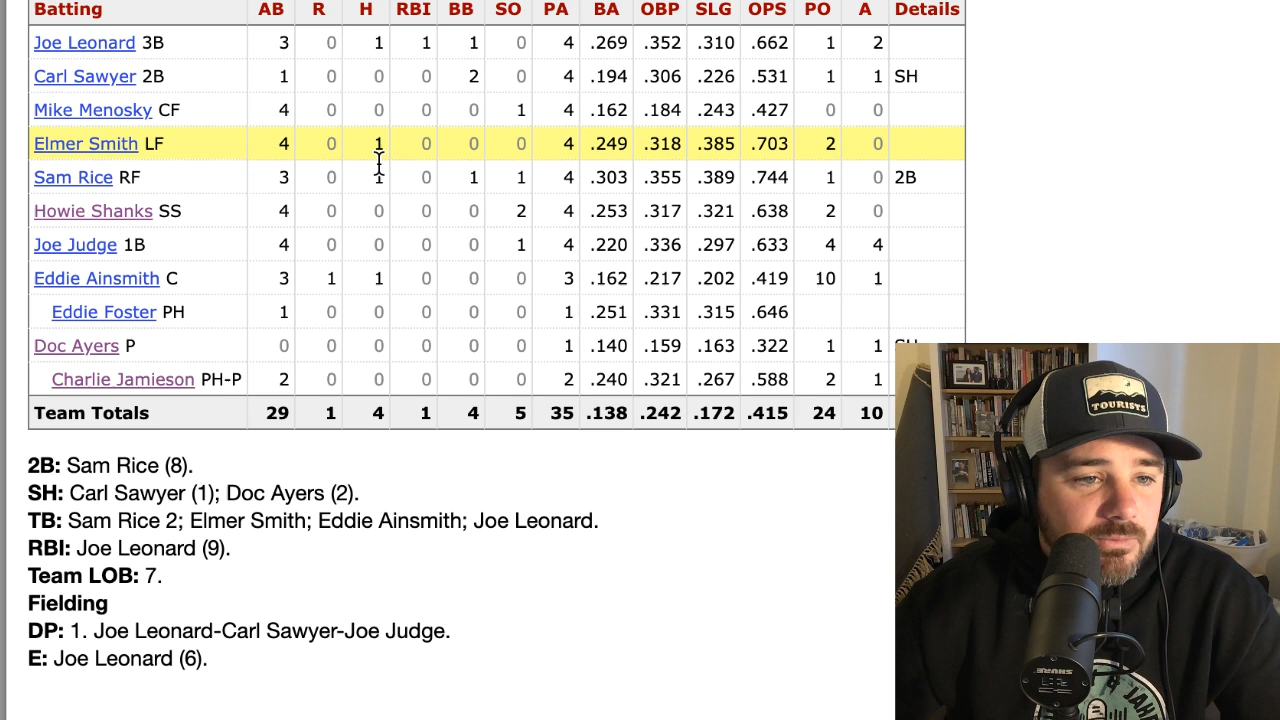 Batting AB R H RBI BB SO PA BA OBP SLG OPS PO A Details
Joe Leonard 3B 3 0 1 1 1 0 4 .269 .352 .310 .662 1 2
Carl Sawyer 2B 1 0 0 0 2 0 4 .194 .306 .226 .531 1 1 SH
Mike Menosky CF 4 0 0 0 0 1 4 .162 .184 .243 .427 0 0
Elmer Smith LF 4 0 1 0 0 0 4 .249 .318 .385 .703 2 0
Sam Rice RF 3 0 1 0 1 1 4 .303 .355 .389 .744 1 0 2B
Howie Shanks SS 4 0 0 0 0 2 4 .253 .317 .321 .638 2 0
Joe Judge 1B 4 0 0 0 0 1 4 .220 .336 .297 .633 4 4
Eddie Ainsmith C 3 1 1 0 0 0 3 .162 .217 .202 .419 10 1
Eddie Foster PH 1 0 0 0 0 0 1 .251 .331 .315 .646
Doc Ayers P 0 0 0 0 0 0 1 .140 .159 .163 .322 1 1 SH
Charlie Jamieson PH-P 2 0 0 0 0 0 2 .240 .321 .267 .588 2 1
Team Totals 29 1 4 1 4 5 35 .138 .242 .172 .415 24 10
2B: Sam Rice (8).
SH: Carl Sawyer (1); Doc Ayers (2).
TB: Sam Rice 2; Elmer Smith; Eddie Ainsmith; Joe Leonard.
RBI: Joe Leonard (9).
Team LOB: 7.
Fielding
DP: 1. Joe Leonard-Carl Sawyer-Joe Judge.
E: Joe Leonard (6).
TOURISTS
SHURE